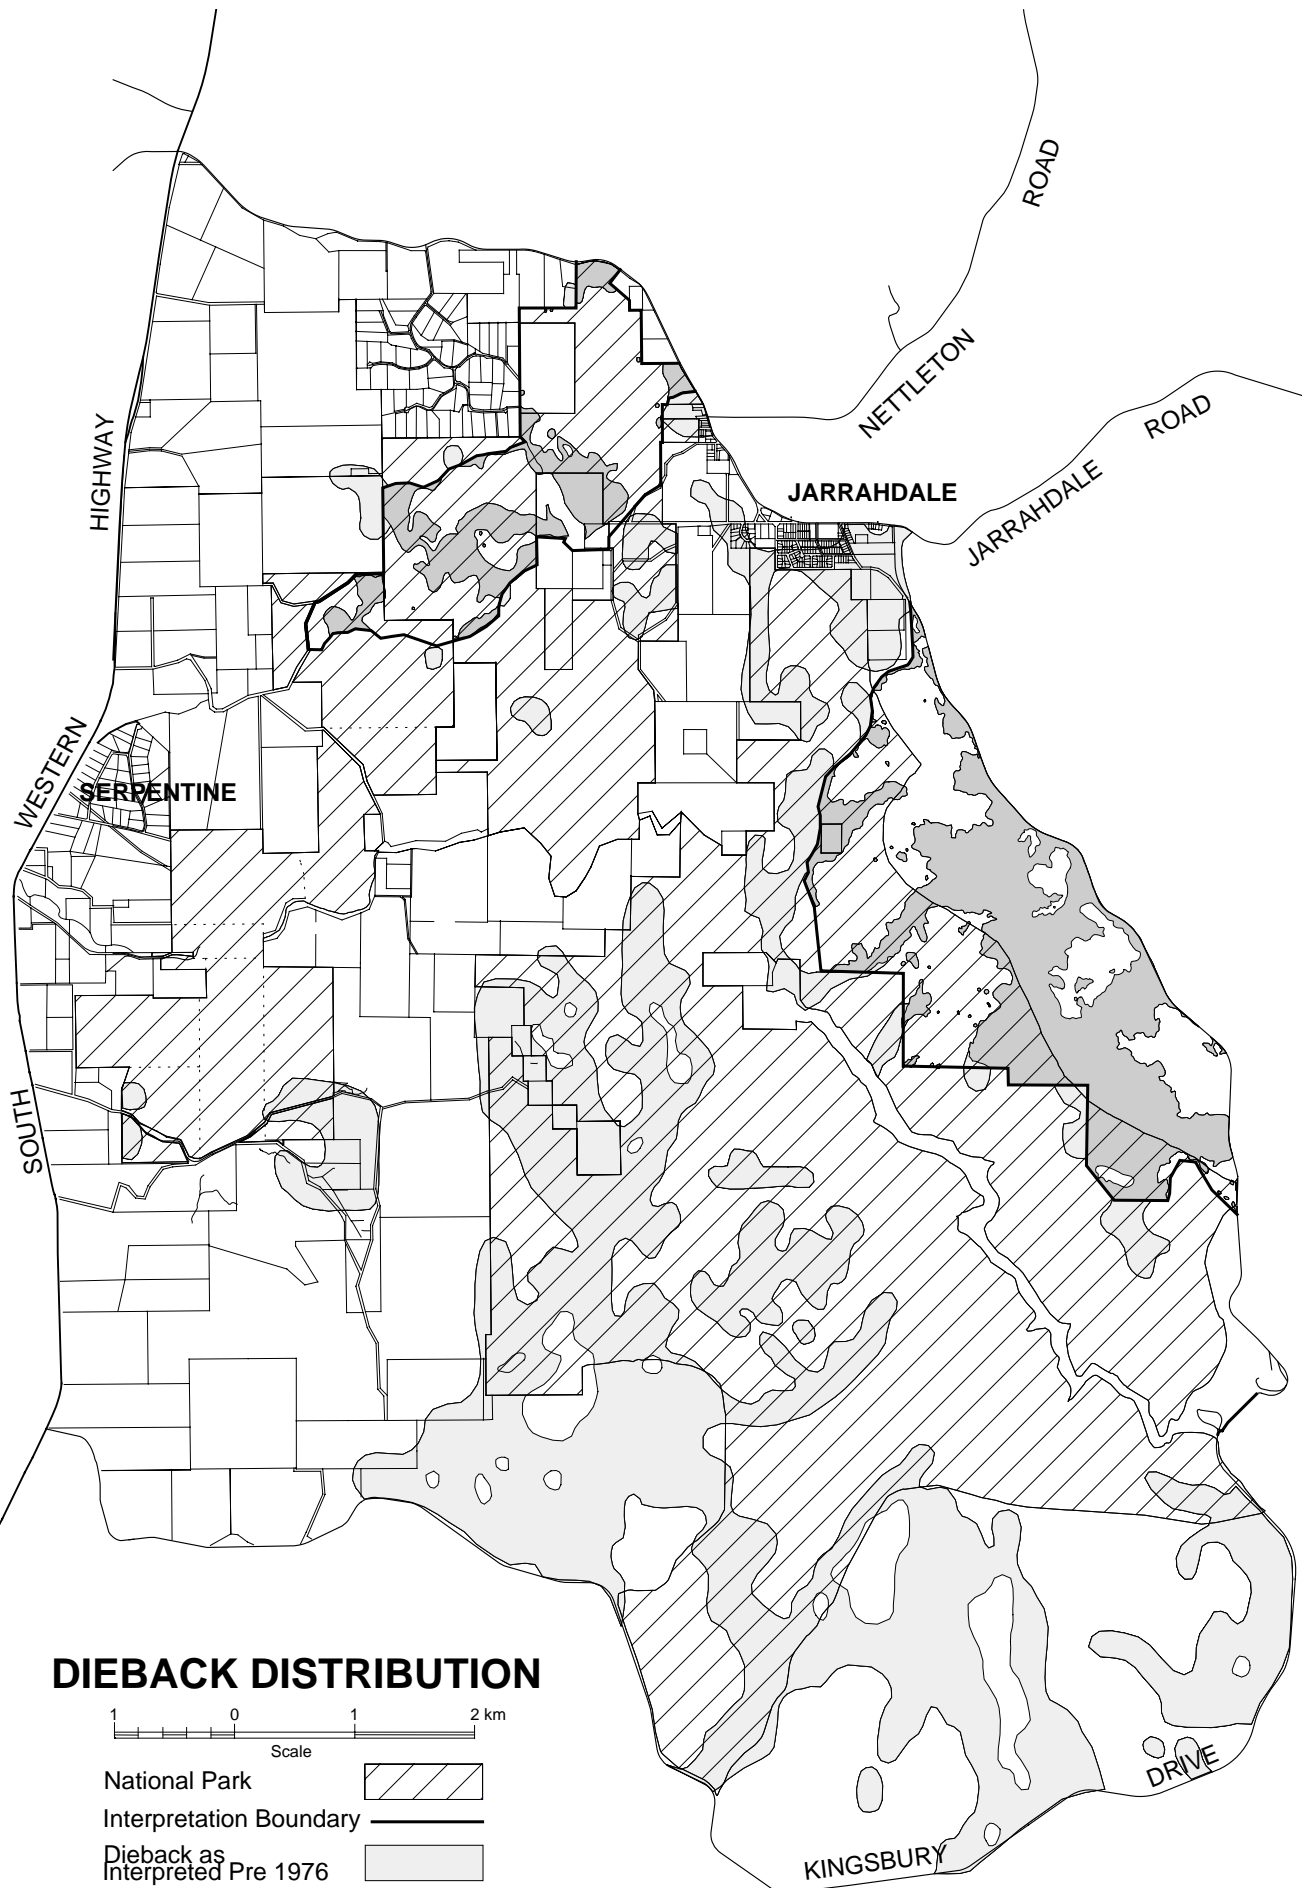 ROAD
NETTLETON
ROAD
JARRAHDALE
HIGHWAY
JARRAHDALE
WESTERN
SERPENTINE
SOUTH
DIEBACK DISTRIBUTION
1 0 1 2 km
Scale
National Park
Interpretation Boundary
Dieback as
Interpreted Pre 1976
DRIVE
KINGSBURY